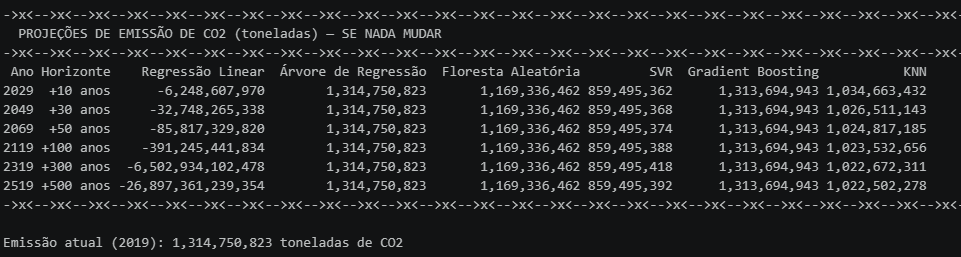 ->x<-->x<-->x<-->x<-->x<-->x<-->x<-->x<-->x<-->x<-->x<-->x<-->x<-->x<-->x<-->x<-->x<-->x<-->x<-->x<-->x<-->x<-->x<-->x<-
PROJEÇÕES DE EMISSÃO DE CO2 (toneladas) — SE NADA MUDAR
->x<-->x<-->x<-->x<-->x<-->x<-->x<-->x<-->x<-->x<-->x<-->x<-->x<-->x<-->x<-->x<-->x<-->x<-->x<-->x<-->x<-->x<-->x<-->x<-
Ano Horizonte Regressão Linear Árvore de Regressão Floresta Aleatória SVR Gradient Boosting KNN
2029 +10 anos -6,248,607,970 1,314,750,823 1,169,336,462 859,495,362 1,313,694,943 1,034,663,432
2049 +30 anos -32,748,265,338 1,314,750,823 1,169,336,462 859,495,368 1,313,694,943 1,026,511,143
2069 +50 anos -85,817,329,820 1,314,750,823 1,169,336,462 859,495,374 1,313,694,943 1,024,817,185
2119 +100 anos -391,245,441,834 1,314,750,823 1,169,336,462 859,495,388 1,313,694,943 1,023,532,656
2319 +300 anos -6,502,934,102,478 1,314,750,823 1,169,336,462 859,495,418 1,313,694,943 1,022,672,311
2519 +500 anos -26,897,361,239,354 1,314,750,823 1,169,336,462 859,495,392 1,313,694,943 1,022,502,278
->x<-->x<-->x<-->x<-->x<-->x<-->x<-->x<-->x<-->x<-->x<-->x<-->x<-->x<-->x<-->x<-->x<-->x<-->x<-->x<-->x<-->x<-->x<-->x<-
Emissão atual (2019): 1,314,750,823 toneladas de CO2